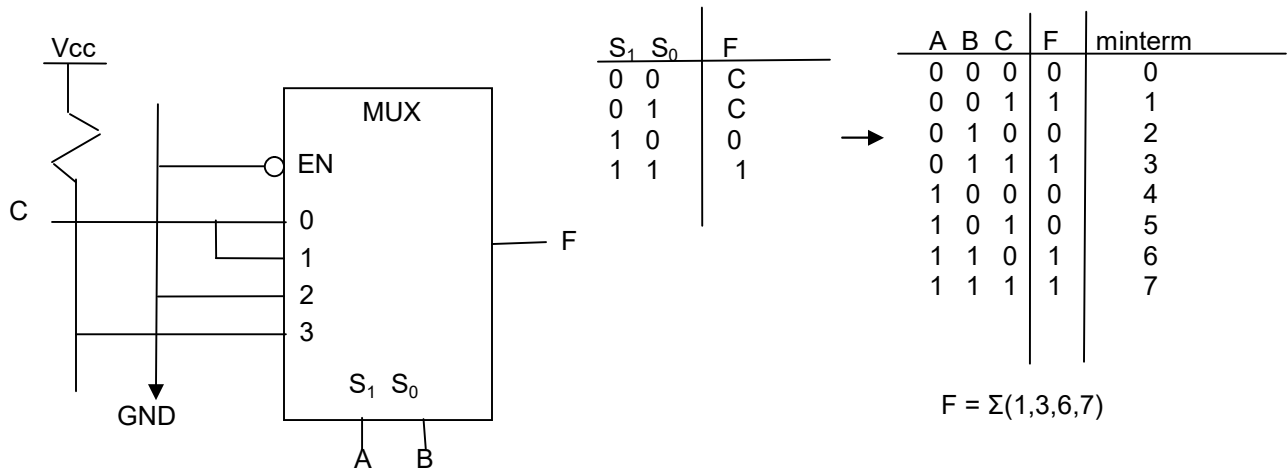 Vcc
MUX
EN
C
0
1
2
3
F
S₁ S₀
GND
A B
S₁ S₀ F
0 0 C
0 1 C
1 0 0
1 1 1
A B C F minterm
0 0 0 0 0
0 0 1 1 1
0 1 0 0 2
0 1 1 1 3
1 0 0 0 4
1 0 1 0 5
1 1 0 1 6
1 1 1 1 7
F = Σ(1,3,6,7)